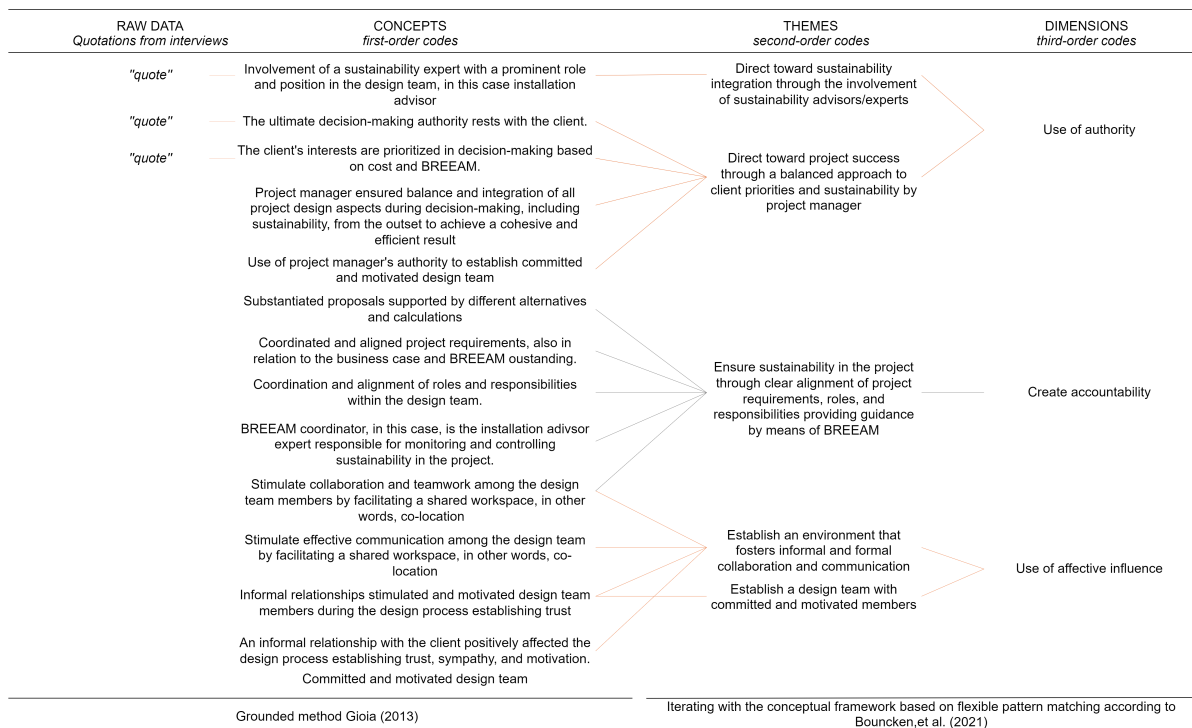 RAW DATA
Quotations from interviews
CONCEPTS
first-order codes
THEMES
second-order codes
DIMENSIONS
third-order codes
"quote"
Involvement of a sustainability expert with a prominent role
and position in the design team, in this case installation
advisor
"quote"
The ultimate decision-making authority rests with the client.
"quote"
The client's interests are prioritized in decision-making based
on cost and BREEAM.
Project manager ensured balance and integration of all
project design aspects during decision-making, including
sustainability, from the outset to achieve a cohesive and
efficient result
Use of project manager's authority to establish committed
and motivated design team
Substantiated proposals supported by different alternatives
and calculations
Coordinated and aligned project requirements, also in
relation to the business case and BREEAM oustanding.
Coordination and alignment of roles and responsibilities
within the design team.
BREEAM coordinator, in this case, is the installation adivsor
expert responsible for monitoring and controlling
sustainability in the project.
Stimulate collaboration and teamwork among the design
team members by facilitating a shared workspace, in other
words, co-location
Stimulate effective communication among the design team
by facilitating a shared workspace, in other words, co-
location
Informal relationships stimulated and motivated design team
members during the design process establishing trust
An informal relationship with the client positively affected the
design process establishing trust, sympathy, and motivation.
Committed and motivated design team
Direct toward sustainability
integration through the involvement
of sustainability advisors/experts
Direct toward project success
through a balanced approach to
client priorities and sustainability by
project manager
Ensure sustainability in the project
through clear alignment of project
requirements, roles, and
responsibilities providing guidance
by means of BREEAM
Establish an environment that
fosters informal and formal
collaboration and communication
Establish a design team with
committed and motivated members
Use of authority
Create accountability
Use of affective influence
Grounded method Gioia (2013)
Iterating with the conceptual framework based on flexible pattern matching according to
Bouncken,et al. (2021)